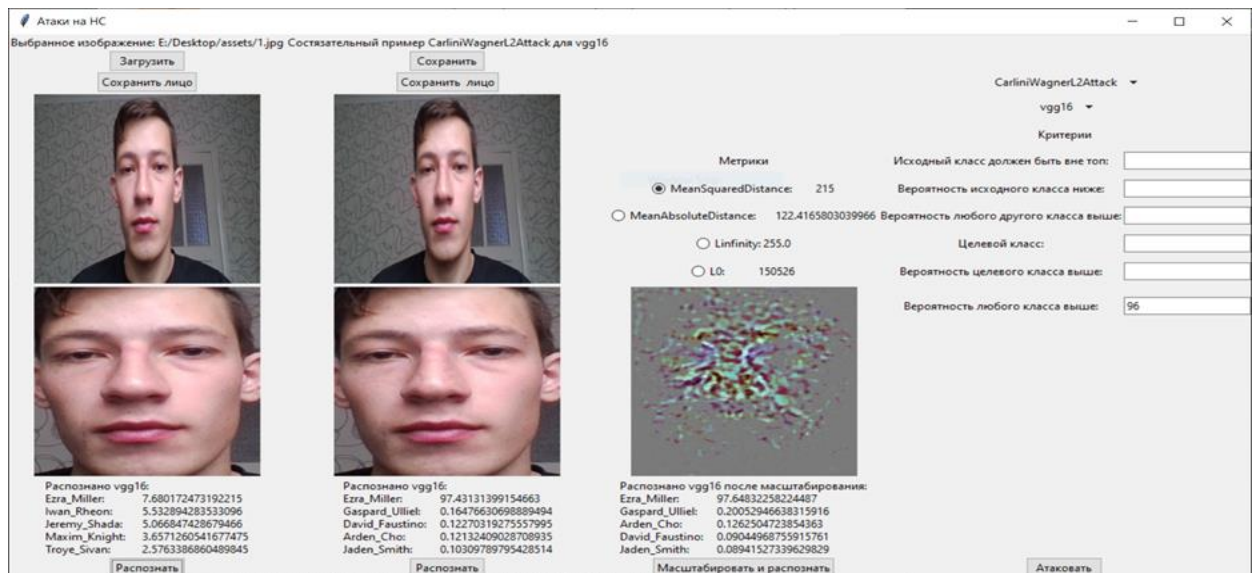 Атаки на НС
Выбранное изображение: E:/Desktop/assets/1.jpg Состязательный пример CarliniWagnerL2Attack для vgg16
Загрузить
Сохранить лицо
Распознано vgg16:
Ezra_Miller: 7.680172473192215
Iwan_Rheon: 5.532894283533096
Jeremy_Shada: 5.066847428679466
Maxim_Knight: 3.6571260541677475
Troye_Sivan: 2.5763386860489845
Распознать
Сохранить
Сохранить лицо
Распознано vgg16:
Ezra_Miller: 97.43131399154663
Gaspard_Ulliel: 0.16476630698889494
David_Faustino: 0.12270319275557995
Arden_Cho: 0.12132409028708935
Jaden_Smith: 0.10309789795428514
Распознать
Метрики
MeanSquaredDistance: 215
MeanAbsoluteDistance: 122.4165803039966
Linfinity: 255.0
L0: 150526
Распознано vgg16 после масштабирования:
Ezra_Miller: 97.64832258224487
Gaspard_Ulliel: 0.20052946638315916
Arden_Cho: 0.1262504723854363
David_Faustino: 0.09044968755915761
Jaden_Smith: 0.08941527339629829
Масштабировать и распознать
CarliniWagnerL2Attack
vgg16
Критерии
Исходный класс должен быть вне топ:
Вероятность исходного класса ниже:
Вероятность любого другого класса выше:
Целевой класс:
Вероятность целевого класса выше:
Вероятность любого класса выше: 96
Атаковать